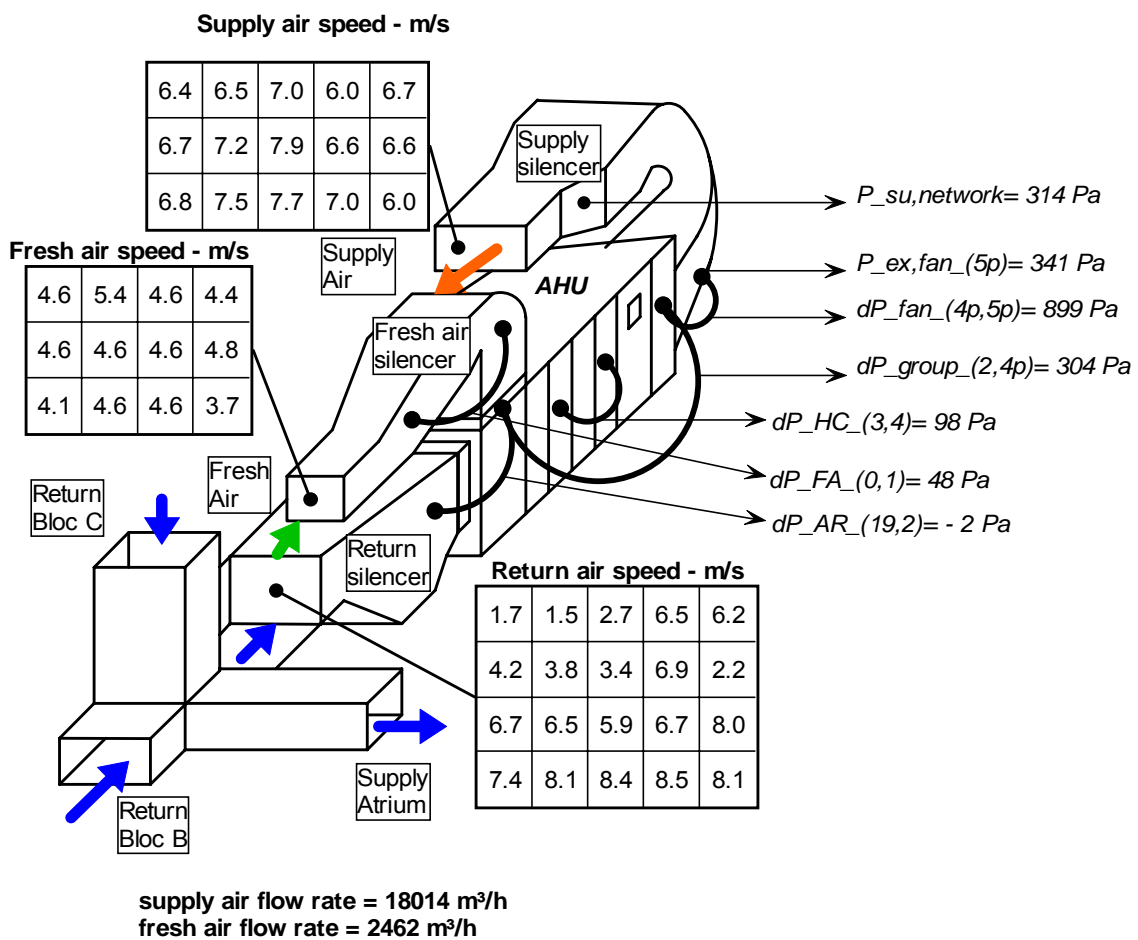 Supply air speed - m/s
6.4 6.5 7.0 6.0 6.7
6.7 7.2 7.9 6.6 6.6
6.8 7.5 7.7 7.0 6.0
Supply
silencer
P_su,network= 314 Pa
Fresh air speed - m/s
4.6 5.4 4.6 4.4
4.6 4.6 4.6 4.8
4.1 4.6 4.6 3.7
Supply
Air
AHU
P_ex,fan_(5p)= 341 Pa
dP_fan_(4p,5p)= 899 Pa
Fresh air
silencer
dP_group_(2,4p)= 304 Pa
dP_HC_(3,4)= 98 Pa
dP_FA_(0,1)= 48 Pa
dP_AR_(19,2)= - 2 Pa
Fresh
Air
Return
Bloc C
Return
silencer
Return air speed - m/s
1.7 1.5 2.7 6.5 6.2
4.2 3.8 3.4 6.9 2.2
6.7 6.5 5.9 6.7 8.0
7.4 8.1 8.4 8.5 8.1
Supply
Atrium
Return
Bloc B
supply air flow rate = 18014 m³/h
fresh air flow rate = 2462 m³/h